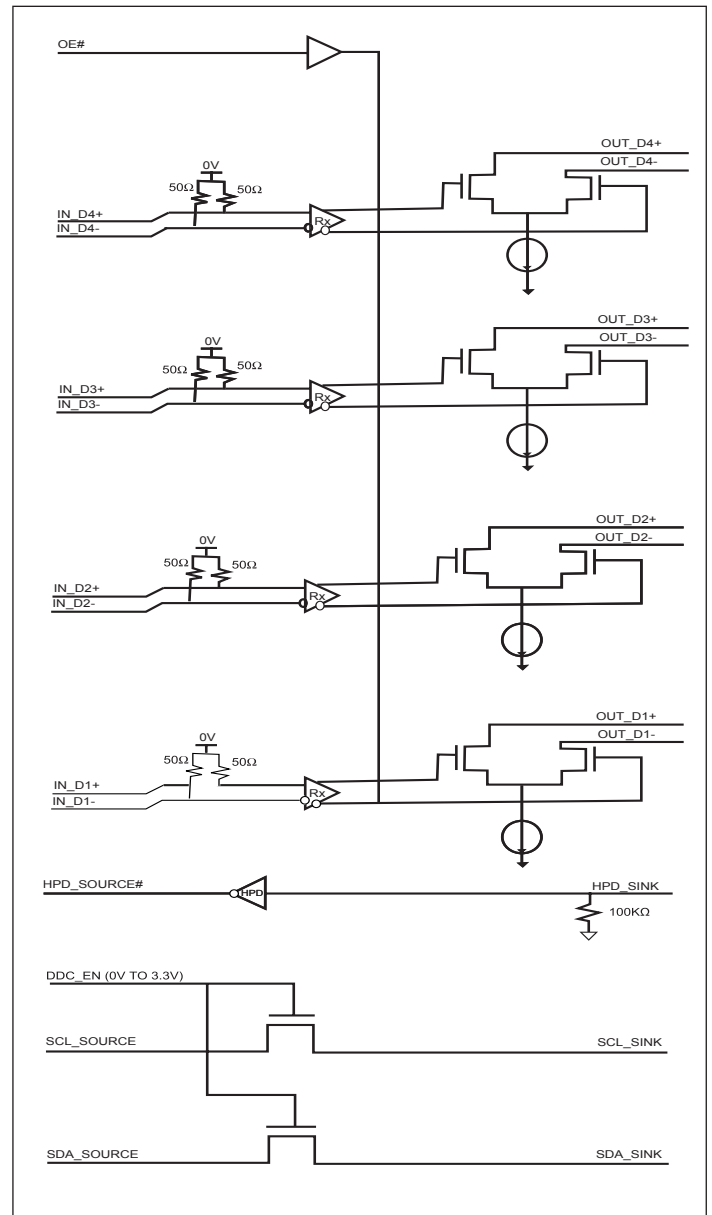 OE#
OUT_D4+
OUT_D4-
0V
50Ω 50Ω
IN_D4+
IN_D4-
Rx
OUT_D3+
OUT_D3-
0V
50Ω 50Ω
IN_D3+
IN_D3-
Rx
OUT_D2+
OUT_D2-
0V
50Ω 50Ω
IN_D2+
IN_D2-
Rx
OUT_D1+
OUT_D1-
0V
50Ω 50Ω
IN_D1+
IN_D1-
Rx
HPD_SOURCE# HPD HPD_SINK
100KΩ
DDC_EN (0V TO 3.3V)
SCL_SOURCE SCL_SINK
SDA_SOURCE SDA_SINK